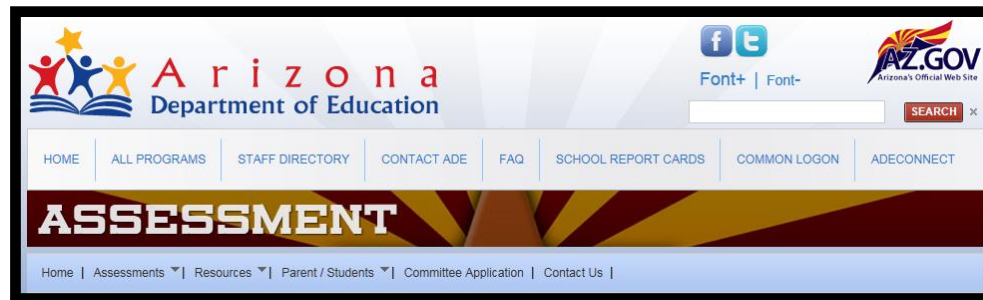 Arizona
Department of Education
f t
Font+ | Font-
AZ.GOV
Arizona's Official Web Site
SEARCH x
HOME ALL PROGRAMS STAFF DIRECTORY CONTACT ADE FAQ SCHOOL REPORT CARDS COMMON LOGON ADECONNECT
ASSESSMENT
Home | Assessments | Resources | Parent / Students | Committee Application | Contact Us |